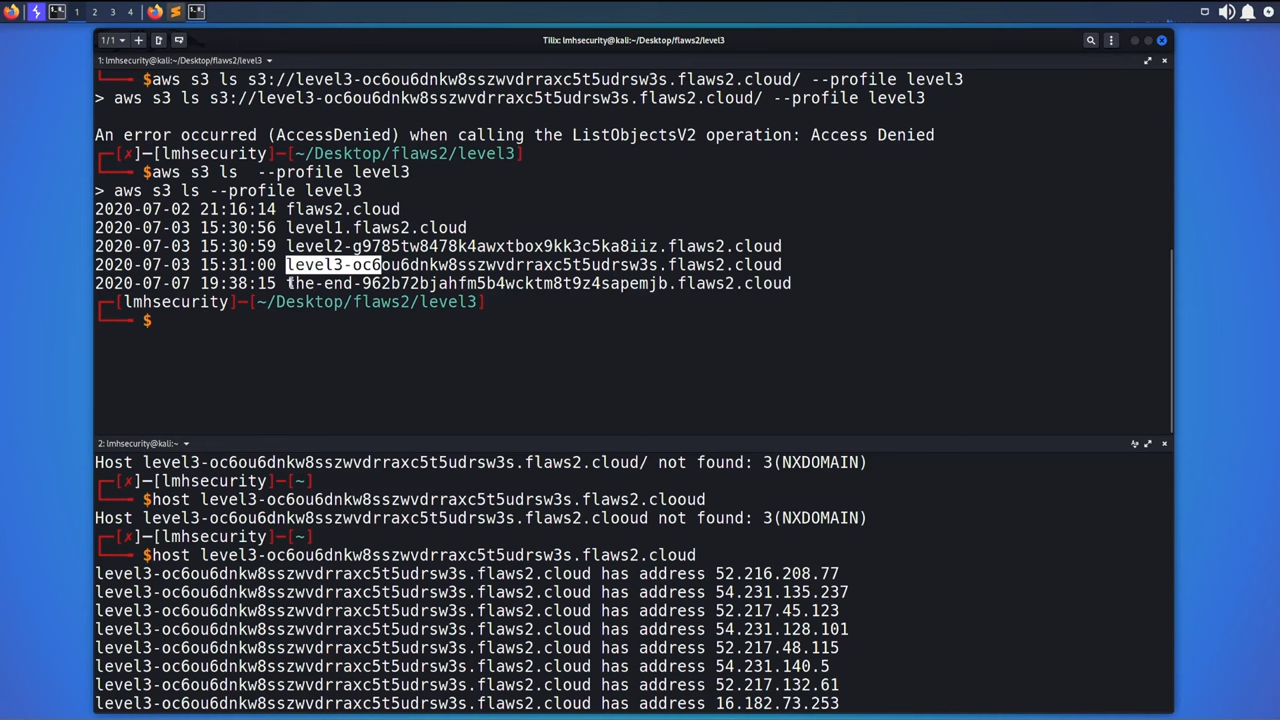 1 2 3 4
1/1 Tilix: lmhsecurity@kali:~/Desktop/flaws2/level3
1: lmhsecurity@kali:~/Desktop/flaws2/level3
└── $aws s3 ls s3://level3-oc6ou6dnkw8sszwvdrraxc5t5udrsw3s.flaws2.cloud/ --profile level3
> aws s3 ls s3://level3-oc6ou6dnkw8sszwvdrraxc5t5udrsw3s.flaws2.cloud/ --profile level3
An error occurred (AccessDenied) when calling the ListObjectsV2 operation: Access Denied
┌─[✗]─[lmhsecurity]─[~/Desktop/flaws2/level3]
└── $aws s3 ls  --profile level3
> aws s3 ls --profile level3
2020-07-02 21:16:14 flaws2.cloud
2020-07-03 15:30:56 level1.flaws2.cloud
2020-07-03 15:30:59 level2-g9785tw8478k4awxtbox9kk3c5ka8iiz.flaws2.cloud
2020-07-03 15:31:00 level3-oc6ou6dnkw8sszwvdrraxc5t5udrsw3s.flaws2.cloud
2020-07-07 19:38:15 the-end-962b72bjahfm5b4wcktm8t9z4sapemjb.flaws2.cloud
┌─[lmhsecurity]─[~/Desktop/flaws2/level3]
└── $
2: lmhsecurity@kali:~
Host level3-oc6ou6dnkw8sszwvdrraxc5t5udrsw3s.flaws2.cloud/ not found: 3(NXDOMAIN)
┌─[✗]─[lmhsecurity]─[~]
└── $host level3-oc6ou6dnkw8sszwvdrraxc5t5udrsw3s.flaws2.clooud
Host level3-oc6ou6dnkw8sszwvdrraxc5t5udrsw3s.flaws2.clooud not found: 3(NXDOMAIN)
┌─[✗]─[lmhsecurity]─[~]
└── $host level3-oc6ou6dnkw8sszwvdrraxc5t5udrsw3s.flaws2.cloud
level3-oc6ou6dnkw8sszwvdrraxc5t5udrsw3s.flaws2.cloud has address 52.216.208.77
level3-oc6ou6dnkw8sszwvdrraxc5t5udrsw3s.flaws2.cloud has address 54.231.135.237
level3-oc6ou6dnkw8sszwvdrraxc5t5udrsw3s.flaws2.cloud has address 52.217.45.123
level3-oc6ou6dnkw8sszwvdrraxc5t5udrsw3s.flaws2.cloud has address 54.231.128.101
level3-oc6ou6dnkw8sszwvdrraxc5t5udrsw3s.flaws2.cloud has address 52.217.48.115
level3-oc6ou6dnkw8sszwvdrraxc5t5udrsw3s.flaws2.cloud has address 54.231.140.5
level3-oc6ou6dnkw8sszwvdrraxc5t5udrsw3s.flaws2.cloud has address 52.217.132.61
level3-oc6ou6dnkw8sszwvdrraxc5t5udrsw3s.flaws2.cloud has address 16.182.73.253